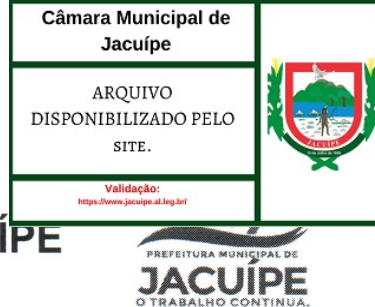 Câmara Municipal de
Jacuípe
ARQUIVO
DISPONIBILIZADO PELO
SITE.
Validação:
https://www.jacuipe.al.leg.br/
JACUÍPE
ÍPE
PREFEITURA MUNICIPAL DE
JACUÍPE
O TRABALHO CONTINUA.